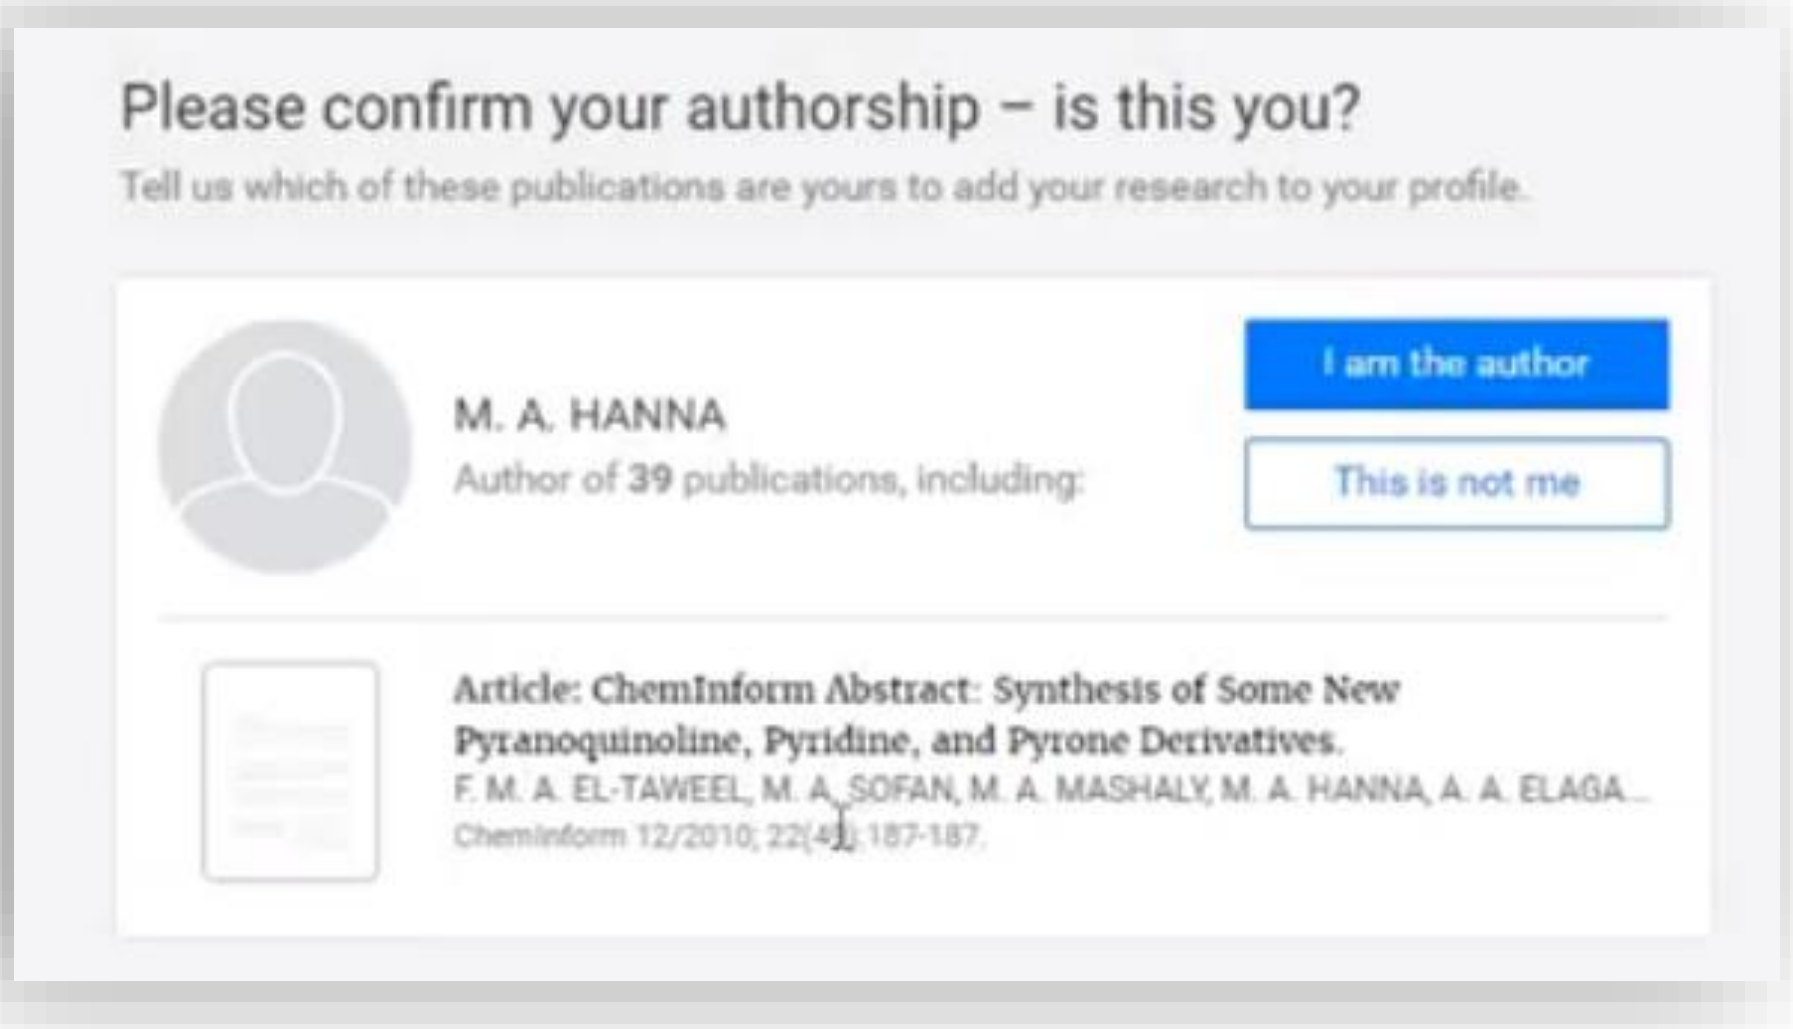 Please confirm your authorship – is this you?
Tell us which of these publications are yours to add your research to your profile.
M. A. HANNA
Author of 39 publications, including:
I am the author
This is not me
Article: ChemInform Abstract: Synthesis of Some New
Pyranoquinoline, Pyridine, and Pyrone Derivatives.
F. M. A. EL-TAWEEL, M. A. SOFAN, M. A. MASHALY, M. A. HANNA, A. A. ELAGA...
ChemInform 12/2010; :187-187.